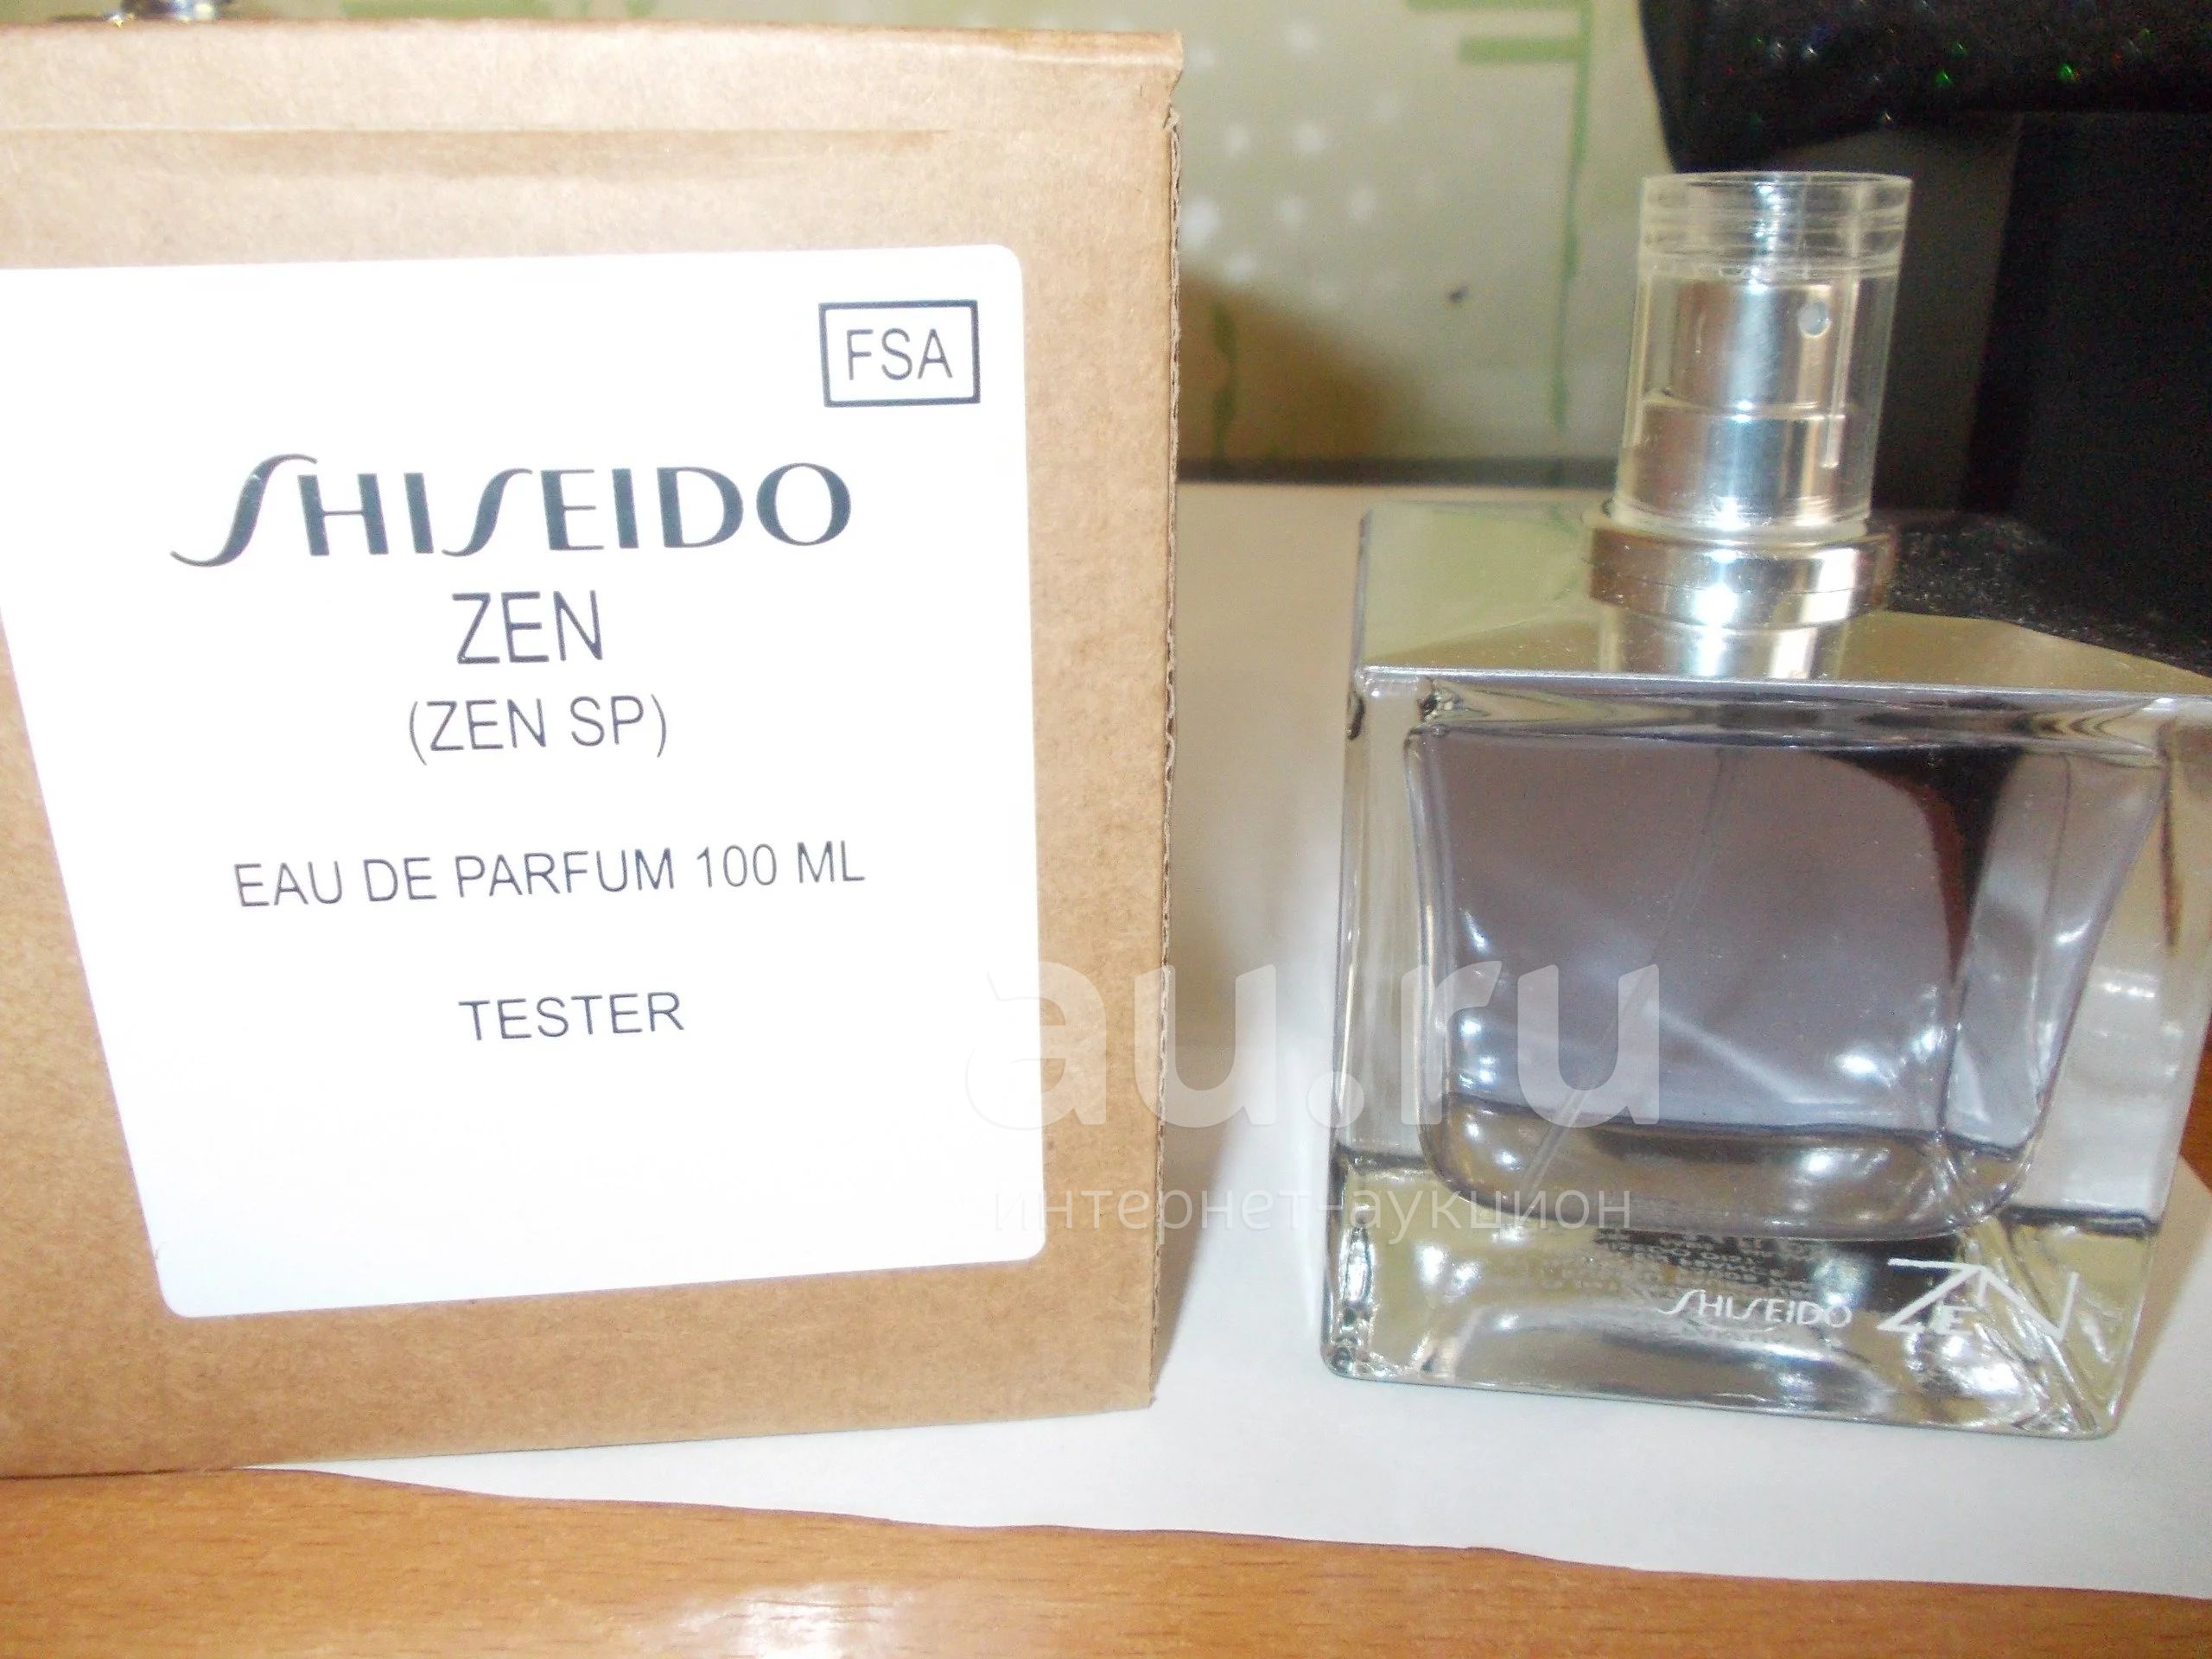 FSA
SHISEIDO
ZEN
(ZEN SP)
EAU DE PARFUM 100 ML
TESTER
au.ru
интернет-аукцион
SHISEIDO ZEN